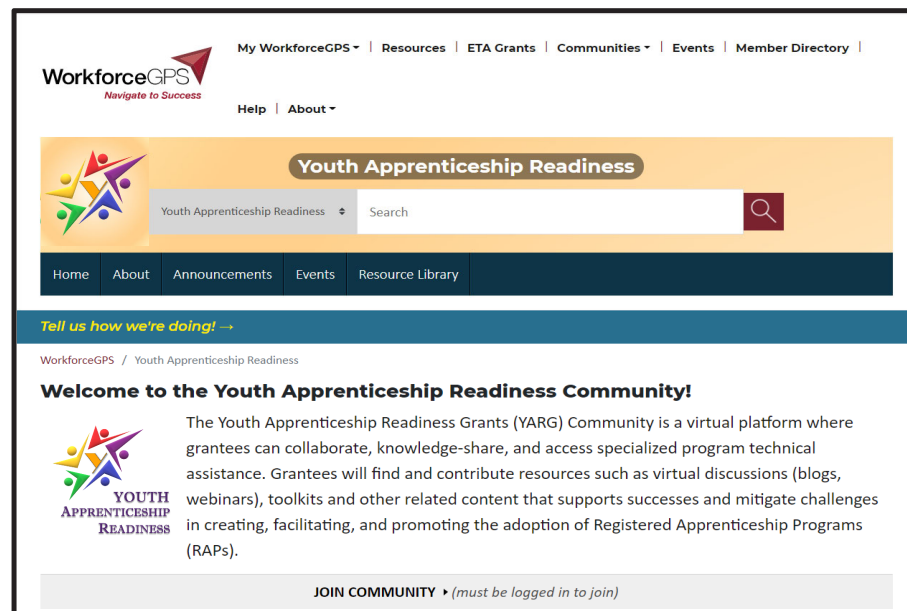 My WorkforceGPS | Resources | ETA Grants | Communities | Events | Member Directory |
WorkforceGPS
Navigate to Success
Help | About
Youth Apprenticeship Readiness
Youth Apprenticeship Readiness Search
Home About Announcements Events Resource Library
Tell us how we're doing! →
WorkforceGPS / Youth Apprenticeship Readiness
Welcome to the Youth Apprenticeship Readiness Community!
YOUTH
APPRENTICESHIP
READINESS
The Youth Apprenticeship Readiness Grants (YARG) Community is a virtual platform where
grantees can collaborate, knowledge-share, and access specialized program technical
assistance. Grantees will find and contribute resources such as virtual discussions (blogs,
webinars), toolkits and other related content that supports successes and mitigate challenges
in creating, facilitating, and promoting the adoption of Registered Apprenticeship Programs
(RAPs).
JOIN COMMUNITY (must be logged in to join)